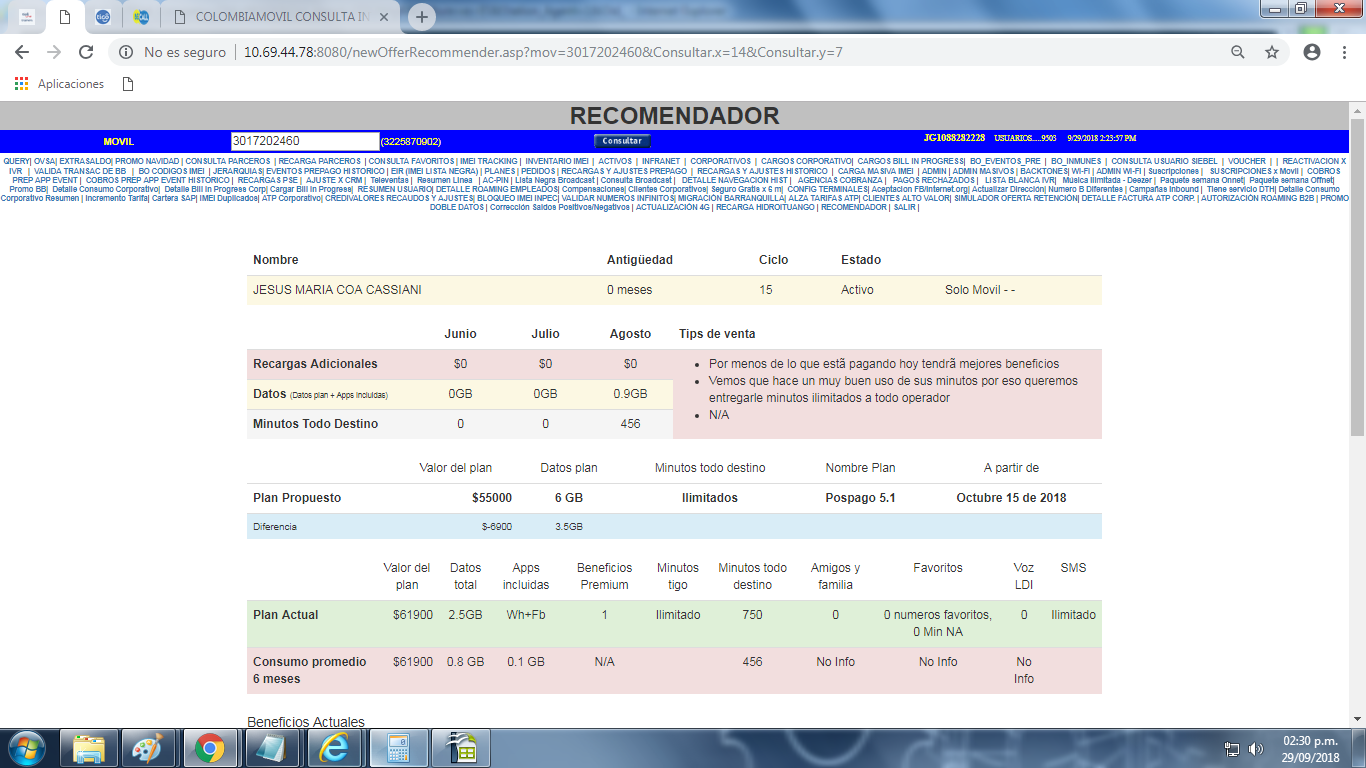 COLOMBIAMOVIL CONSULTA IN
No es seguro | 10.69.44.78:8080/newOfferRecommender.asp?mov=3017202460&Consultar.x=14&Consultar.y=7
Aplicaciones
RECOMENDADOR
MOVIL 3017202460 (3225870902) Consultar JG1088282228 USUARIOS.....9503 9/29/2018 2:23:57 PM
QUERY| OVSA| EXTRASALDO| PROMO NAVIDAD | CONSULTA PARCEROS | RECARGA PARCEROS | CONSULTA FAVORITOS | IMEI TRACKING | INVENTARIO IMEI | ACTIVOS | INFRANET | CORPORATIVOS | CARGOS CORPORATIVO| CARGOS BILL IN PROGRESS| BO_EVENTOS_PRE | BO_INMUNES | CONSULTA USUARIO SIEBEL | VOUCHER | | REACTIVACION X
IVR | VALIDA TRANSAC DE BB | BO CODIGOS IMEI | JERARQUIAS| EVENTOS PREPAGO HISTORICO | EIR (IMEI LISTA NEGRA) | PLANES | PEDIDOS | RECARGAS Y AJUSTES PREPAGO | RECARGAS Y AJUSTES HISTORICO | CARGA MASIVA IMEI | ADMIN | ADMIN MASIVOS | BACKTONES| WI-FI | ADMIN WI-FI | Suscripciones | SUSCRIPCIONES x Movil | COBROS
PREP APP EVENT | COBROS PREP APP EVENT HISTORICO | RECARGAS PSE | AJUSTE X CRM | Televentas | Resumen Linea | AC-PIN | Lista Negra Broadcast | Consulta Broadcast | DETALLE NAVEGACION HIST | AGENCIAS COBRANZA | PAGOS RECHAZADOS | LISTA BLANCA IVR| Música Ilimitada - Deezer | Paquete semana Onnet| Paquete semana Offnet|
Promo BB| Detalle Consumo Corporativo| Detalle Bill In Progress Corp| Cargar Bill In Progress| RESUMEN USUARIO| DETALLE ROAMING EMPLEADOS| Compensaciones| Clientes Corporativos| Seguro Gratis x 6 m| CONFIG TERMINALES| Aceptacion FB/Internet.org| Actualizar Dirección| Numero B Diferentes | Campañas Inbound | Tiene servicio DTH| Detalle Consumo
Corporativo Resumen | Incremento Tarifa| Cartera SAP| IMEI Duplicados| ATP Corporativo| CREDIVALORES RECAUDOS Y AJUSTES| BLOQUEO IMEI INPEC| VALIDAR NUMEROS INFINITOS| MIGRACIÓN BARRANQUILLA| ALZA TARIFAS ATP| CLIENTES ALTO VALOR| SIMULADOR OFERTA RETENCIÓN| DETALLE FACTURA ATP CORP. | AUTORIZACIÓN ROAMING B2B | PROMO
DOBLE DATOS | Corrección Saldos Positivos/Negativos | ACTUALIZACIÓN 4G | RECARGA HIDROITUANGO | RECOMENDADOR | SALIR |
Nombre Antigüedad Ciclo Estado
JESUS MARIA COA CASSIANI 0 meses 15 Activo Solo Movil - -
Junio Julio Agosto Tips de venta
Recargas Adicionales $0 $0 $0
Datos (Datos plan + Apps incluidas) 0GB 0GB 0.9GB
Minutos Todo Destino 0 0 456
• Por menos de lo que estã pagando hoy tendrã mejores beneficios
• Vemos que hace un muy buen uso de sus minutos por eso queremos
entregarle minutos ilimitados a todo operador
• N/A
Valor del plan Datos plan Minutos todo destino Nombre Plan A partir de
Plan Propuesto $55000 6 GB Ilimitados Pospago 5.1 Octubre 15 de 2018
Diferencia $-6900 3.5GB
Valor del Datos Apps Beneficios Minutos Minutos todo Amigos y Favoritos Voz SMS
plan total incluidas Premium tigo destino familia LDI
Plan Actual $61900 2.5GB Wh+Fb 1 Ilimitado 750 0 0 numeros favoritos, 0 Ilimitado
0 Min NA
Consumo promedio $61900 0.8 GB 0.1 GB N/A 456 No Info No Info No
6 meses Info
Beneficios Actuales
02:30 p.m.
29/09/2018